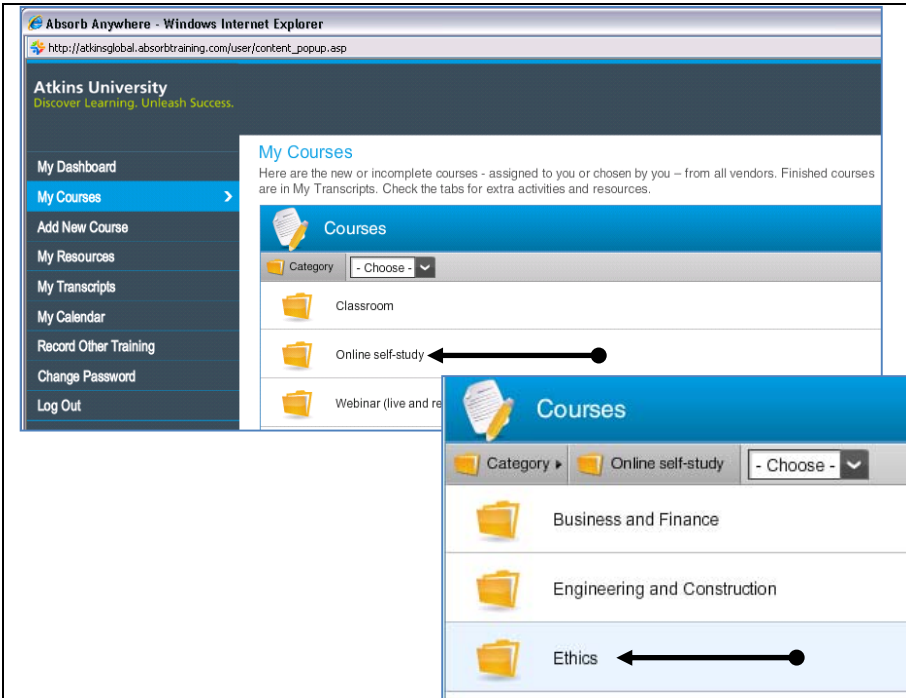 Absorb Anywhere - Windows Internet Explorer
http://atkinsglobal.absorbtraining.com/user/content_popup.asp
Atkins University
Discover Learning. Unleash Success.
My Dashboard
My Courses
Add New Course
My Resources
My Transcripts
My Calendar
Record Other Training
Change Password
Log Out
My Courses
Here are the new or incomplete courses - assigned to you or chosen by you – from all vendors. Finished courses
are in My Transcripts. Check the tabs for extra activities and resources.
Courses
Category - Choose -
Classroom
Online self-study
Webinar (live and re
Courses
Category Online self-study - Choose -
Business and Finance
Engineering and Construction
Ethics